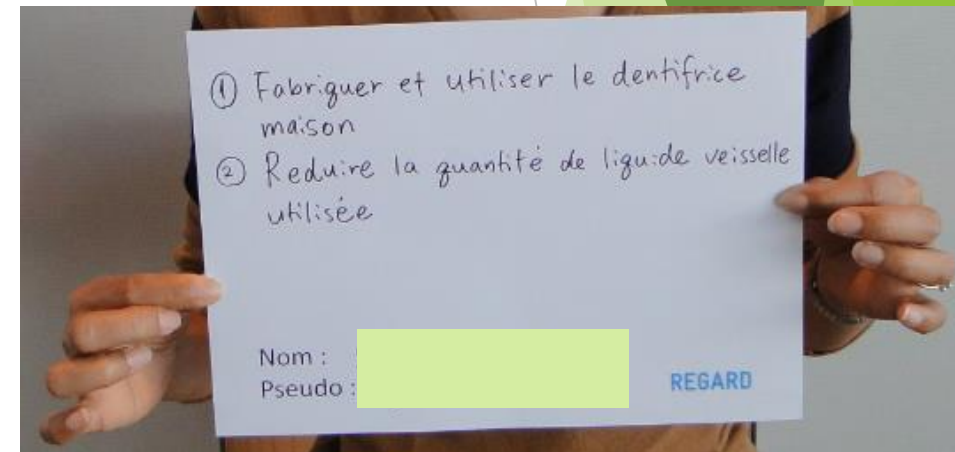 ① Fabriquer et utiliser le dentifrice
maison
② Reduire la quantité de liquide veisselle
utilisée
Nom :
Pseudo :
REGARD